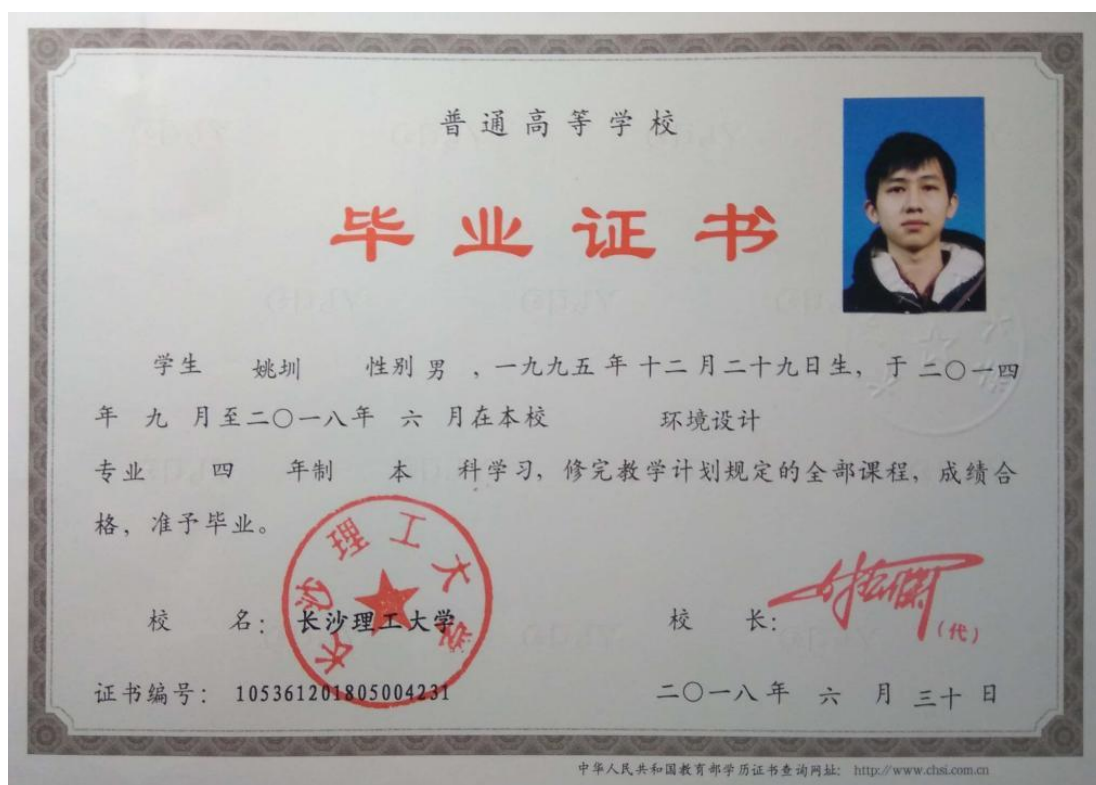 普通高等学校
毕业证书
学生 姚圳 性别 男 ，一九九五年十二月二十九日生，于二〇一四
年 九 月至二〇一八年 六 月在本校 环境设计
专业 四 年制 本 科学习，修完教学计划规定的全部课程，成绩合
格，准予毕业。
长沙理工大学
校 名：长沙理工大学 校 长：
（代）
证书编号：105361201805004231 二〇一八年 六 月 三十 日
中华人民共和国教育部学历证书查询网址：http://www.chsi.com.cn